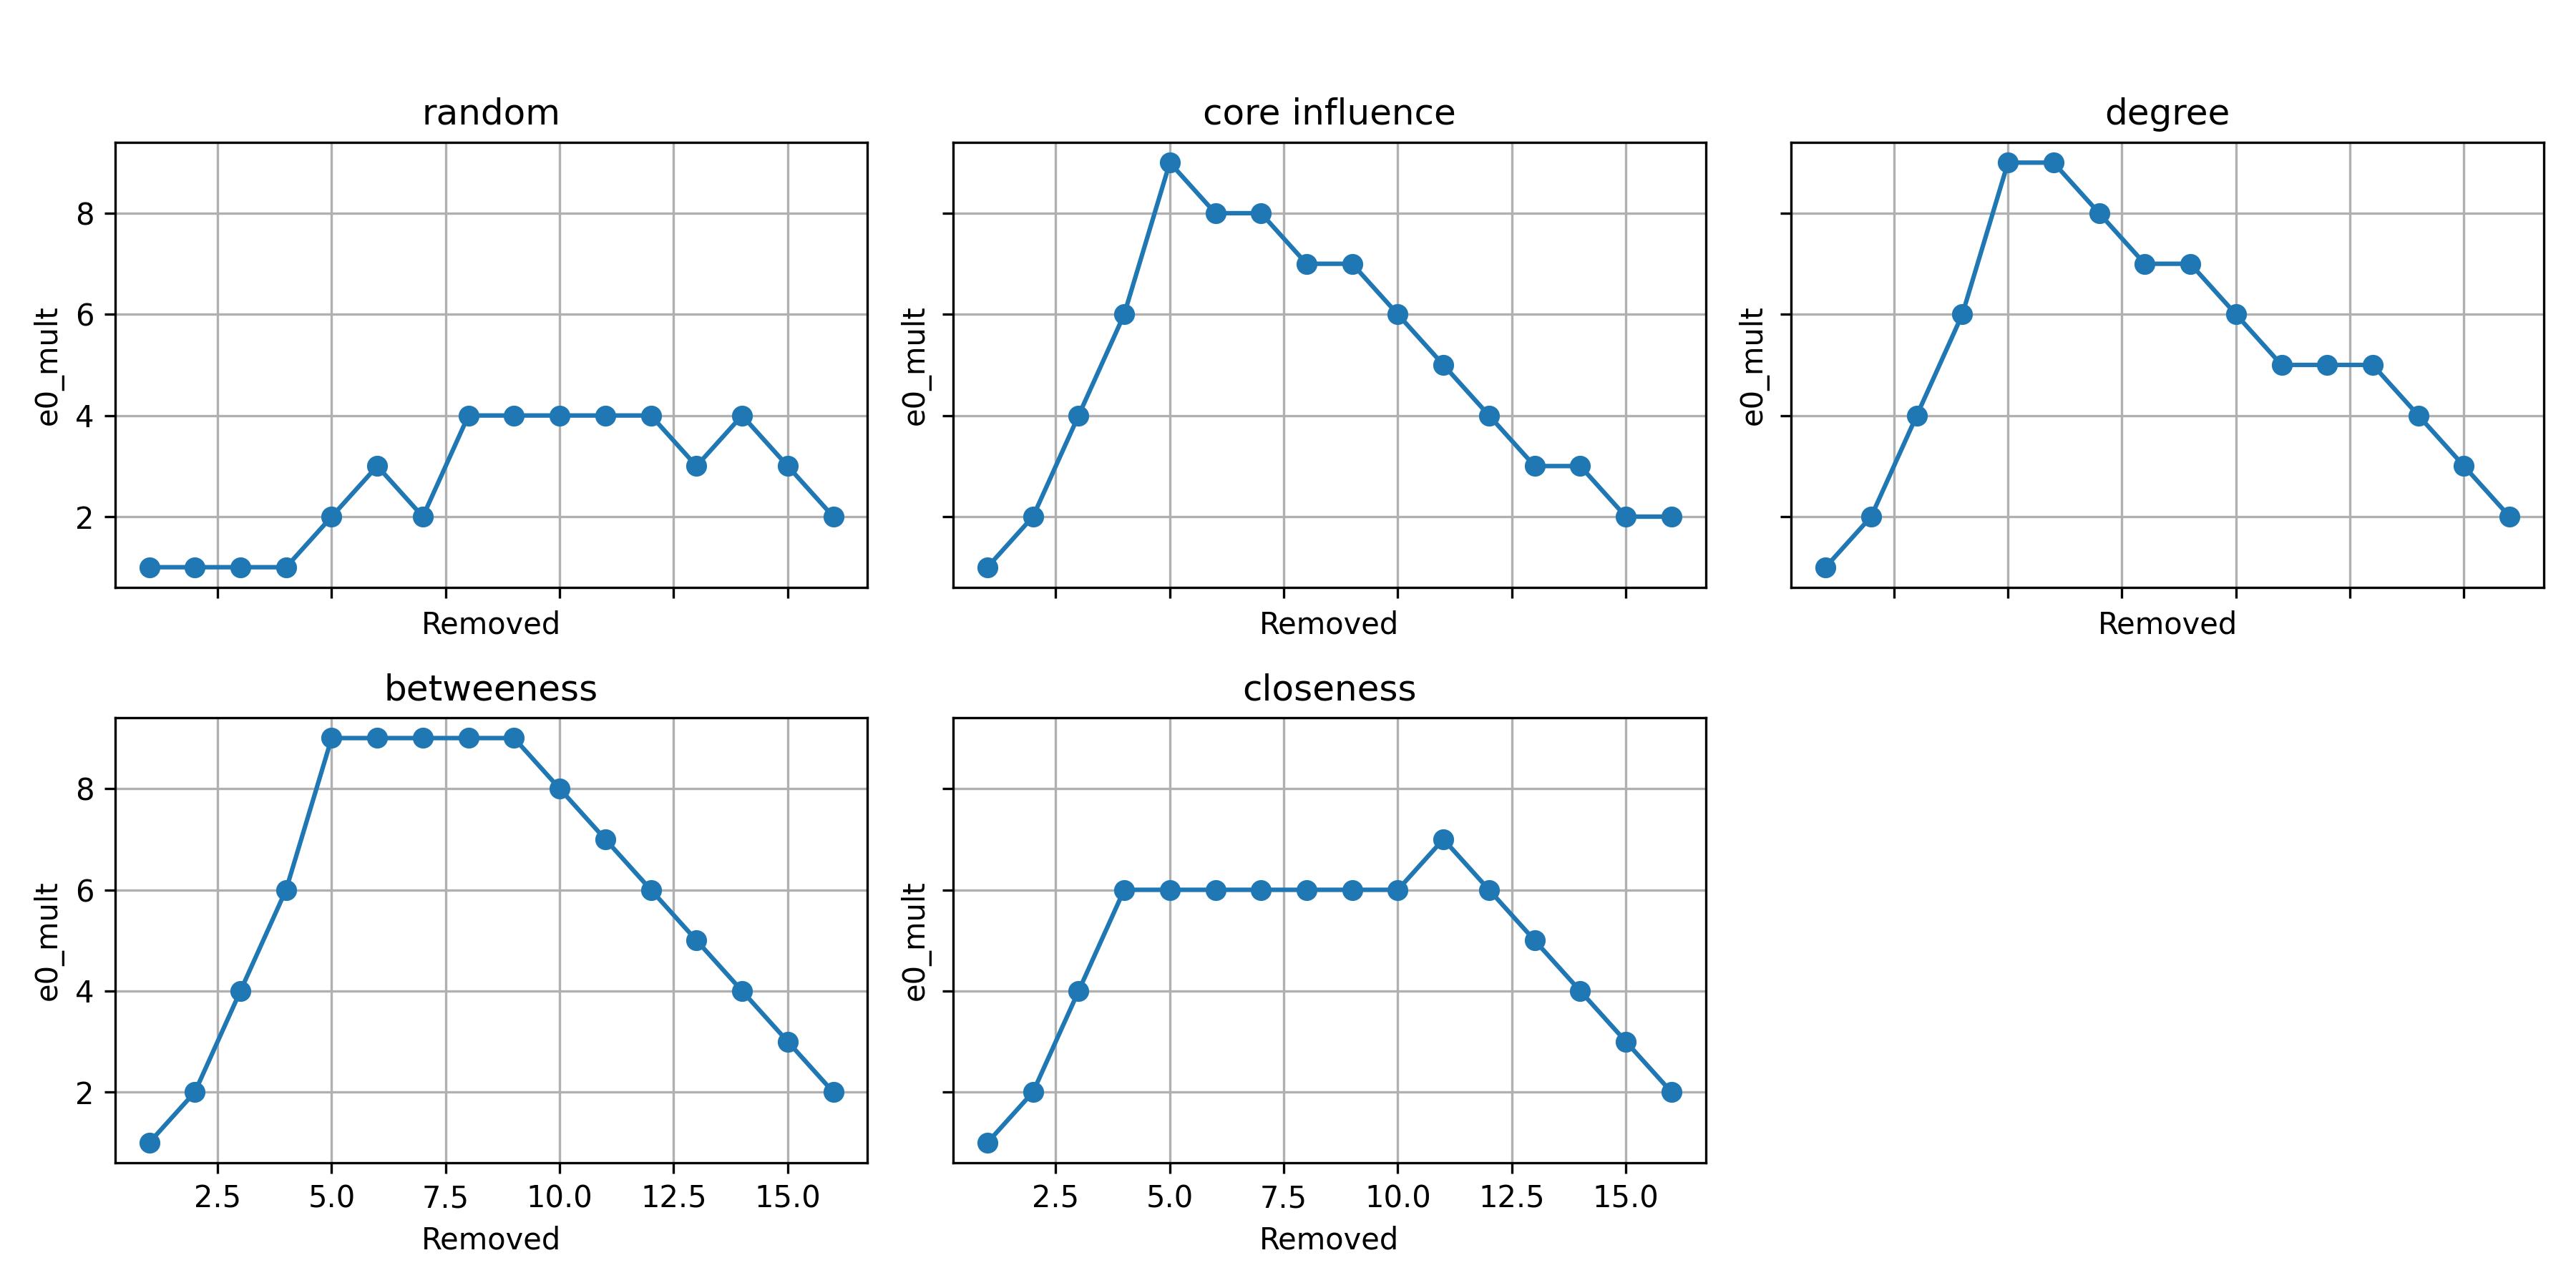 random
core influence
degree
8
6
4
2
e0_mult
e0_mult
e0_mult
Removed
Removed
Removed
betweeness
closeness
8
6
4
2
e0_mult
e0_mult
2.5 5.0 7.5 10.0 12.5 15.0
2.5 5.0 7.5 10.0 12.5 15.0
Removed
Removed